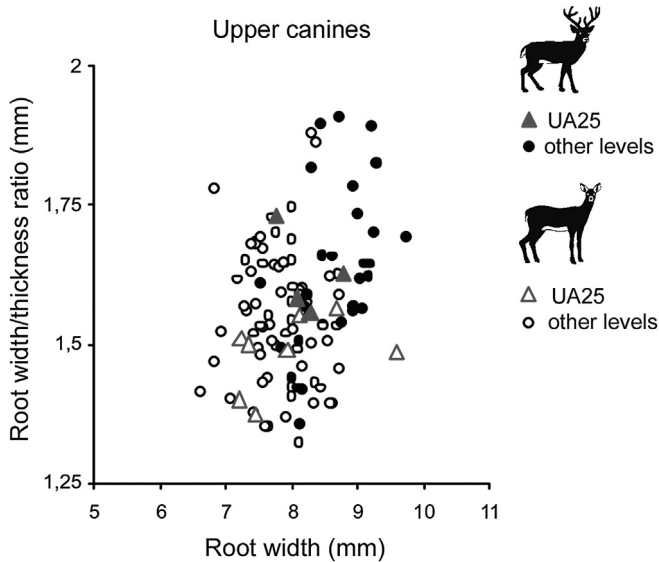 Upper canines
2
1,75
1,5
1,25
5 6 7 8 9 10 11
Root width/thickness ratio (mm)
Root width (mm)
UA25
other levels
UA25
other levels